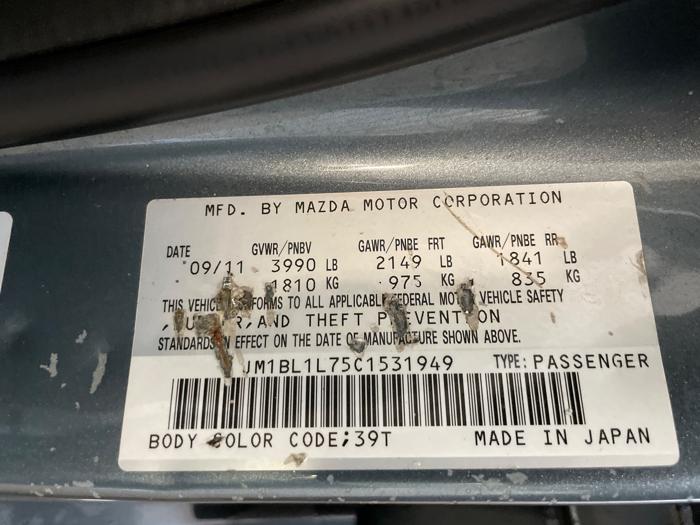 MFD. BY MAZDA MOTOR CORPORATION
DATE GVWR/PNBV GAWR/PNBE FRT GAWR/PNBE RR
09/11 3990 LB 2149 LB 1841 LB
1810 KG 975 KG 835 KG
THIS VEHICLE TO ALL APPLICABLE FEDERAL MOTOR VEHICLE SAFETY
, AND THEFT PREVENTION
STANDARDS IN EFFECT ON THE DATE OF MANUFACTURE SHOWN ABOVE.
JM1BL1L75C1531949 TYPE: PASSENGER
BODY COLOR CODE;39T MADE IN JAPAN